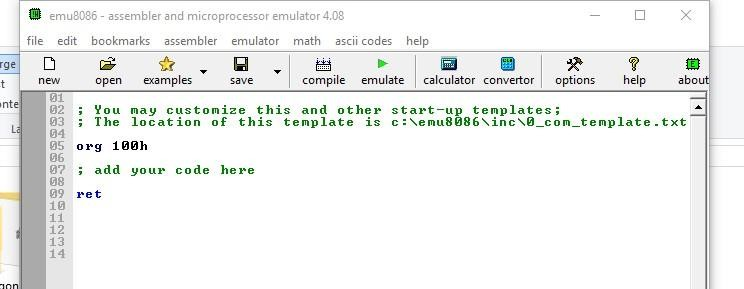 emu8086 - assembler and microprocessor emulator 4.08
file edit bookmarks assembler emulator math ascii codes help
new open examples save compile emulate calculator convertor options help about
01
02 ; You may customize this and other start-up templates;
03 ; The location of this template is c:\emu8086\inc\0_com_template.txt
04
05 org 100h
06
07 ; add your code here
08
09 ret
10
11
12
13
14